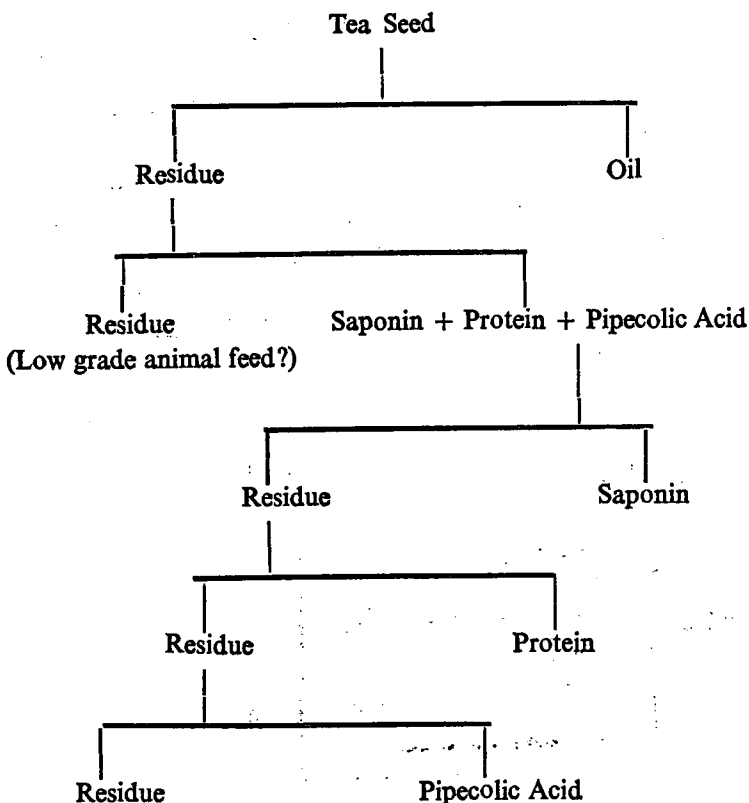 Tea Seed
Residue Oil
Residue Saponin + Protein + Pipecolic Acid
(Low grade animal feed?)
Residue Saponin
Residue Protein
Residue Pipecolic Acid